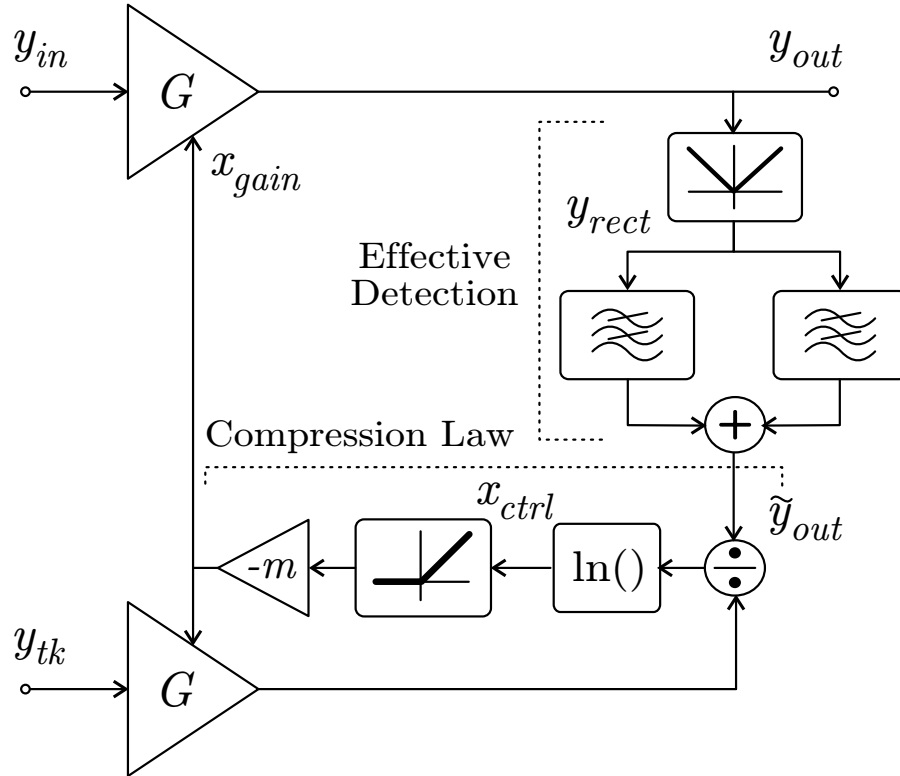 y_in
G
y_out
x_gain
y_rect
Effective
Detection
+
Compression Law
x_ctrl
ỹ_out
-m
ln()
÷
y_tk
G